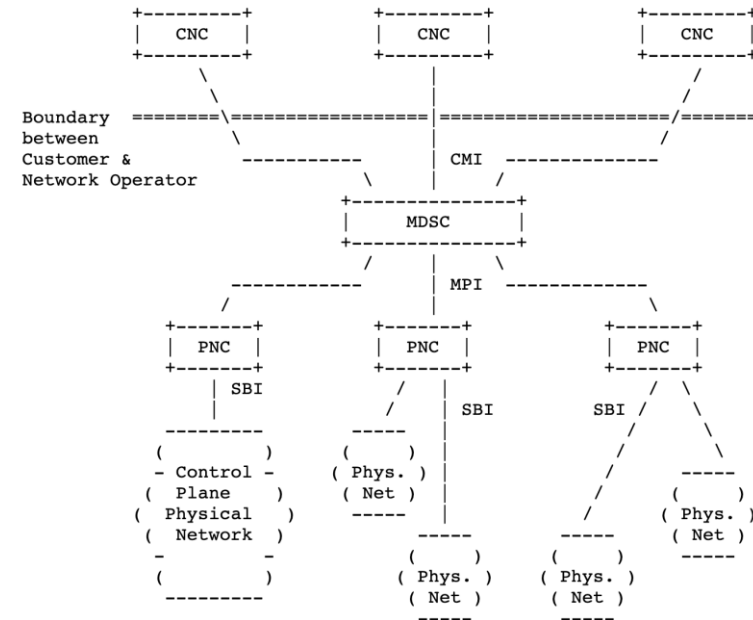 CNC CNC CNC
Boundary
between
Customer & CMI
Network Operator
MDSC
MPI
PNC PNC PNC
SBI
SBI SBI
Control Phys. Phys.
Plane Net Net
Physical
Network
Phys. Phys.
Net Net